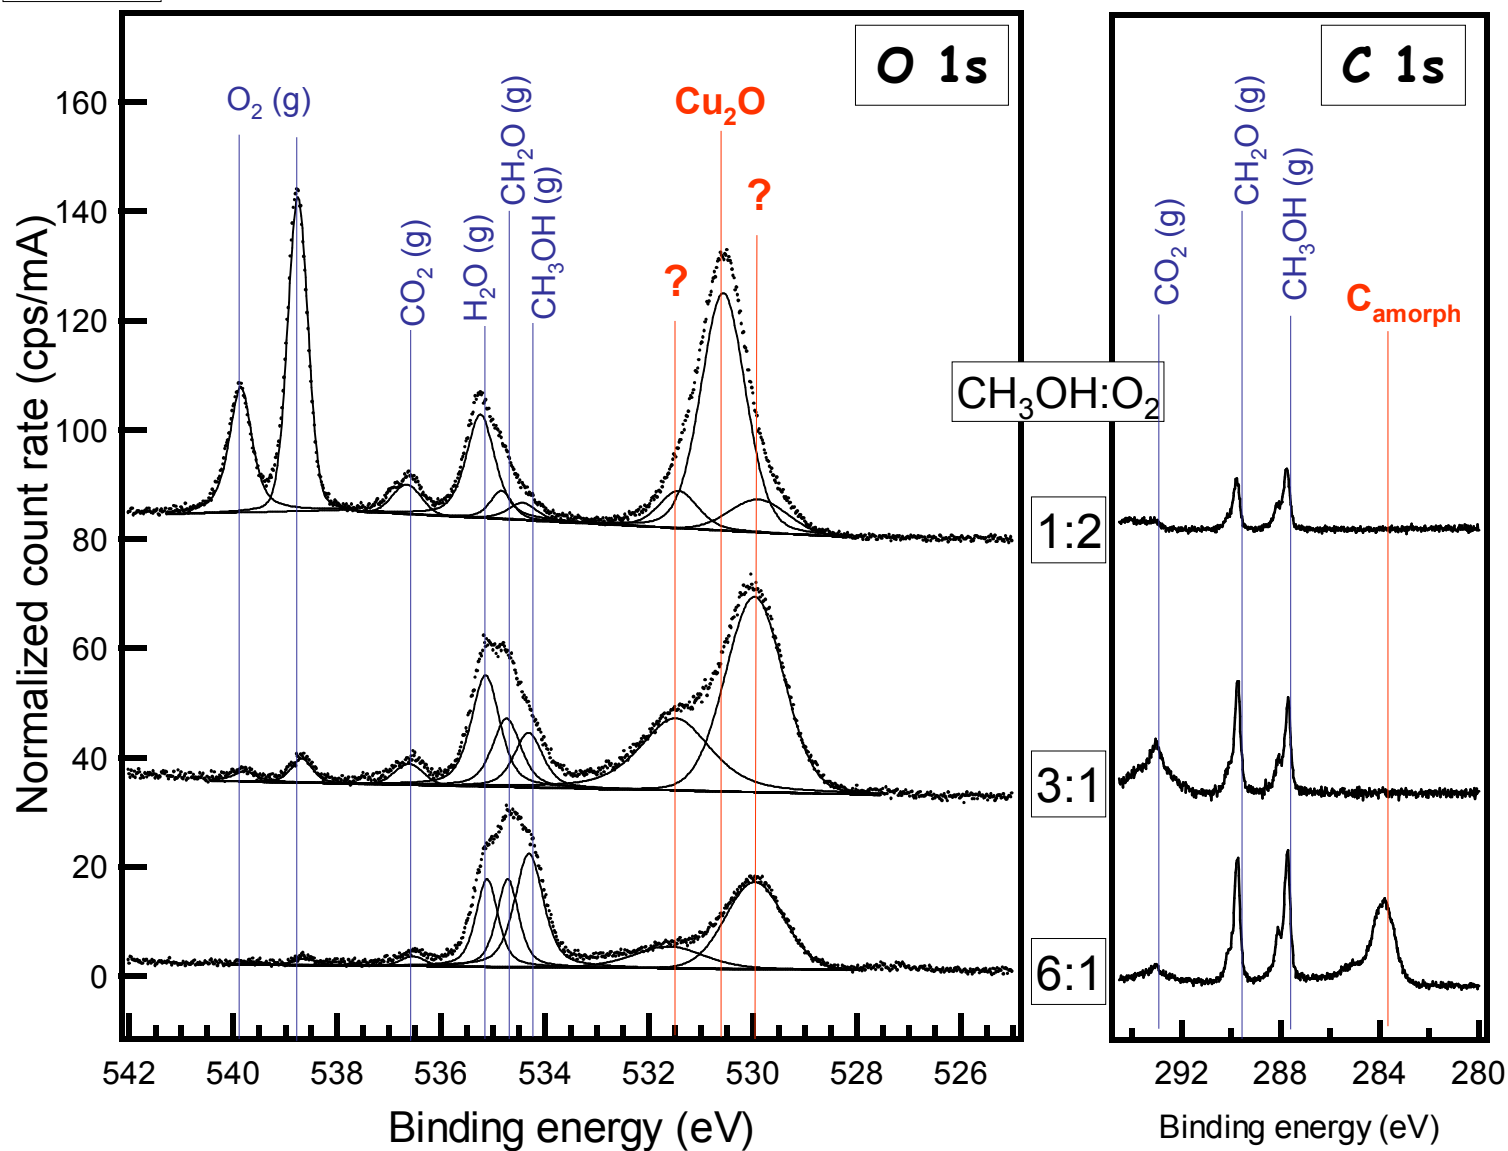 O 1s
C 1s
O₂ (g)
CO₂ (g)
H₂O (g)
CH₂O (g)
CH₃OH (g)
Cu₂O
?
?
CO₂ (g)
CH₂O (g)
CH₃OH (g)
C amorph
CH₃OH:O₂
1:2
3:1
6:1
Normalized count rate (cps/mA)
160
140
120
100
80
60
40
20
0
542 540 538 536 534 532 530 528 526
292 288 284 280
Binding energy (eV)
Binding energy (eV)